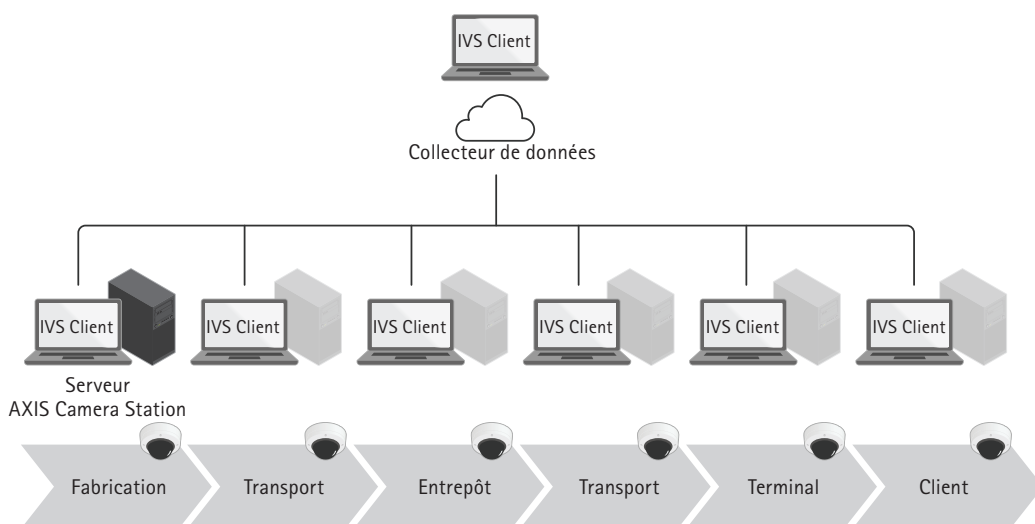 IVS Client
Collecteur de données
IVS Client
IVS Client
IVS Client
IVS Client
IVS Client
IVS Client
Serveur
AXIS Camera Station
Fabrication
Transport
Entrepôt
Transport
Terminal
Client